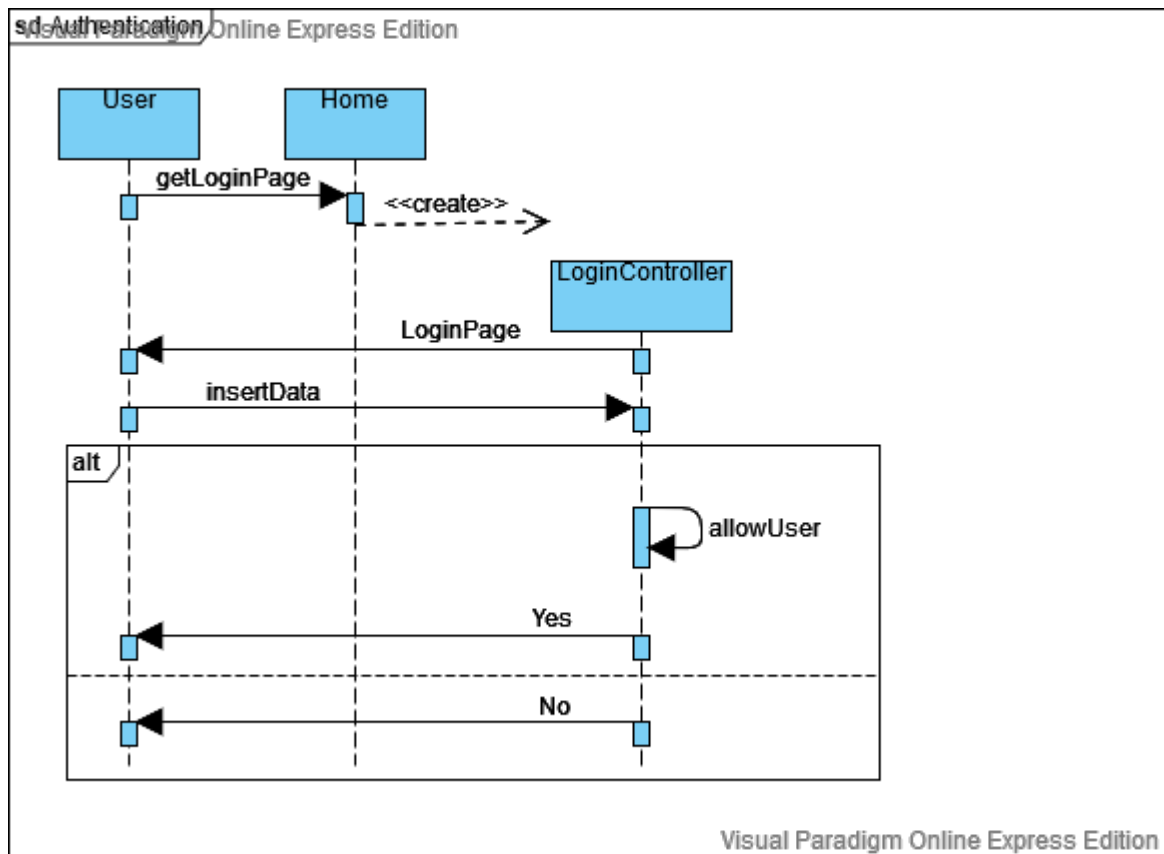 sd Authentication
Visual Paradigm Online Express Edition
User
Home
getLoginPage
<<create>>
LoginController
LoginPage
insertData
alt
allowUser
Yes
No
Visual Paradigm Online Express Edition